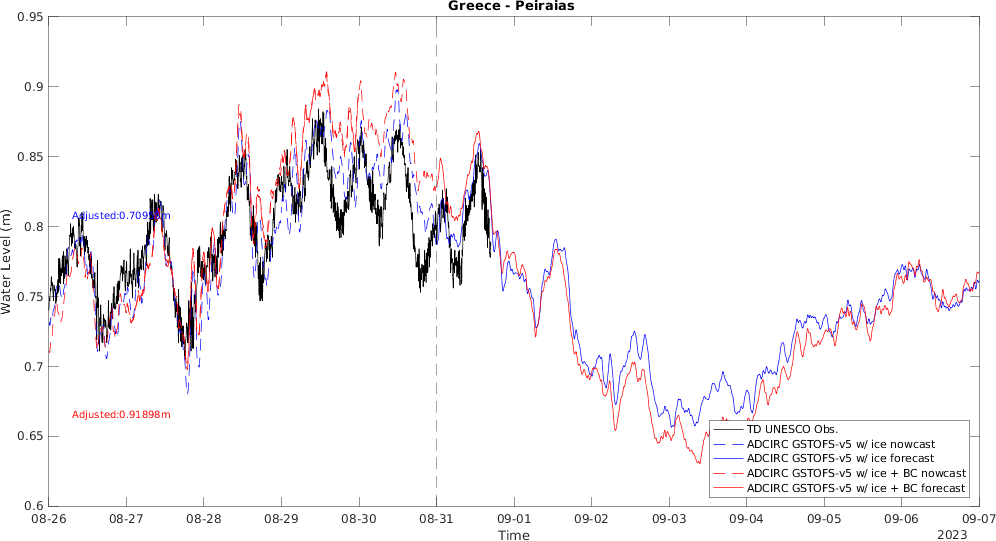 Greece - Peiraias
Water Level (m)
0.95
0.9
0.85
0.8
0.75
0.7
0.65
0.6
Adjusted:
Adjusted:0.91898m
TD UNESCO Obs.
ADCIRC GSTOFS-v5 w/ ice nowcast
ADCIRC GSTOFS-v5 w/ ice forecast
ADCIRC GSTOFS-v5 w/ ice + BC nowcast
ADCIRC GSTOFS-v5 w/ ice + BC forecast
08-26 08-27 08-28 08-29 08-30 08-31 09-01 09-02 09-03 09-04 09-05 09-06 09-07
Time
2023